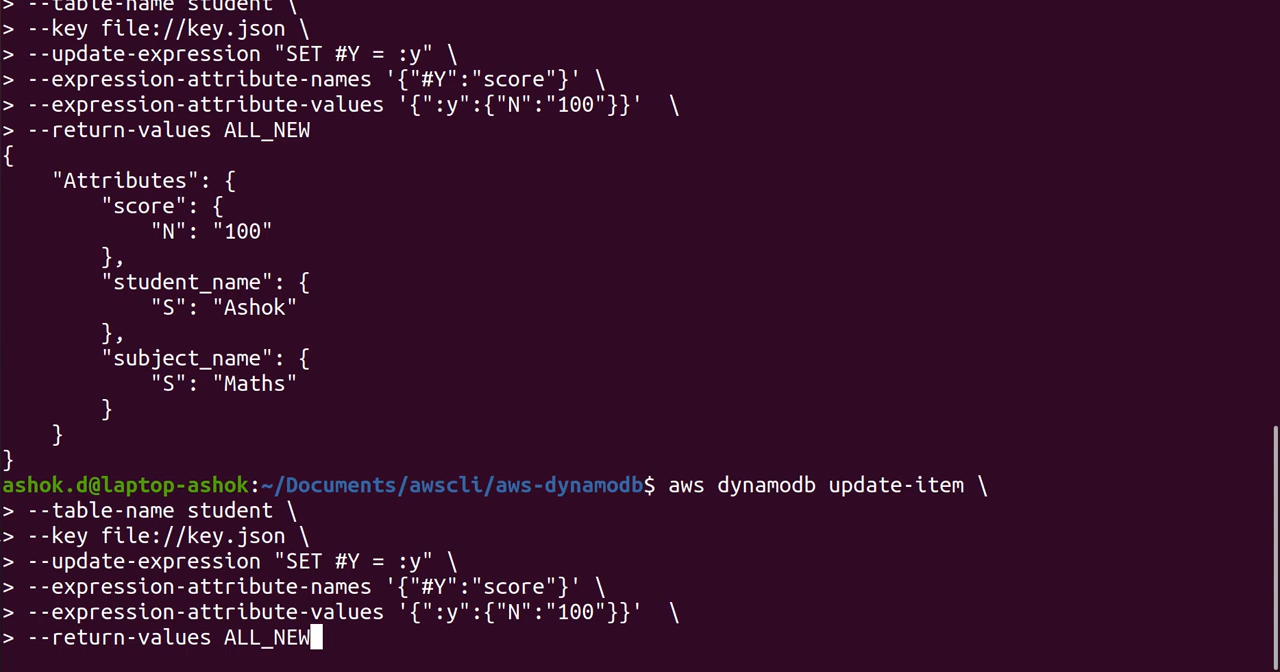 > --table-name student \
> --key file://key.json \
> --update-expression "SET #Y = :y" \
> --expression-attribute-names '{"#Y":"score"}' \
> --expression-attribute-values '{":y":{"N":"100"}}'  \
> --return-values ALL_NEW
{
    "Attributes": {
        "score": {
            "N": "100"
        },
        "student_name": {
            "S": "Ashok"
        },
        "subject_name": {
            "S": "Maths"
        }
    }
}
ashok.d@laptop-ashok:~/Documents/awscli/aws-dynamodb$ aws dynamodb update-item \
> --table-name student \
> --key file://key.json \
> --update-expression "SET #Y = :y" \
> --expression-attribute-names '{"#Y":"score"}' \
> --expression-attribute-values '{":y":{"N":"100"}}'  \
> --return-values ALL_NEW